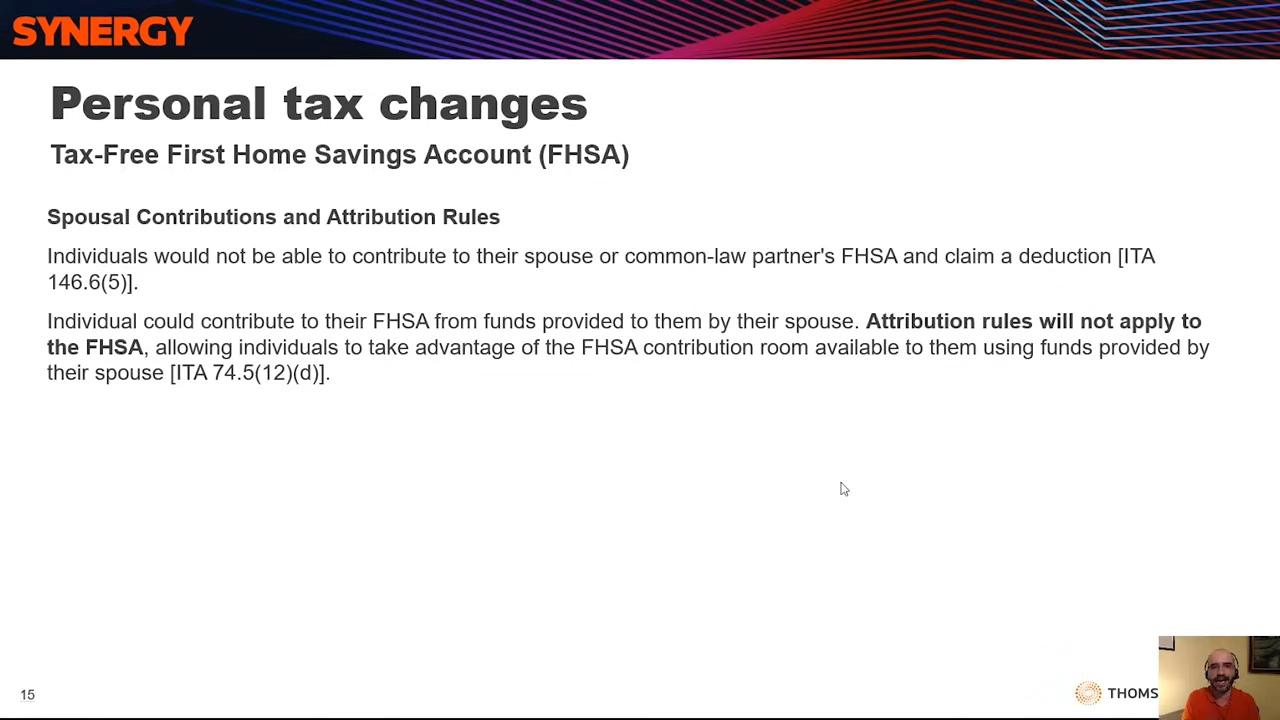 SYNERGY
Personal tax changes
Tax-Free First Home Savings Account (FHSA)
Spousal Contributions and Attribution Rules
Individuals would not be able to contribute to their spouse or common-law partner's FHSA and claim a deduction [ITA
146.6(5)].
Individual could contribute to their FHSA from funds provided to them by their spouse. Attribution rules will not apply to
the FHSA, allowing individuals to take advantage of the FHSA contribution room available to them using funds provided by
their spouse [ITA 74.5(12)(d)].
15
THOMS